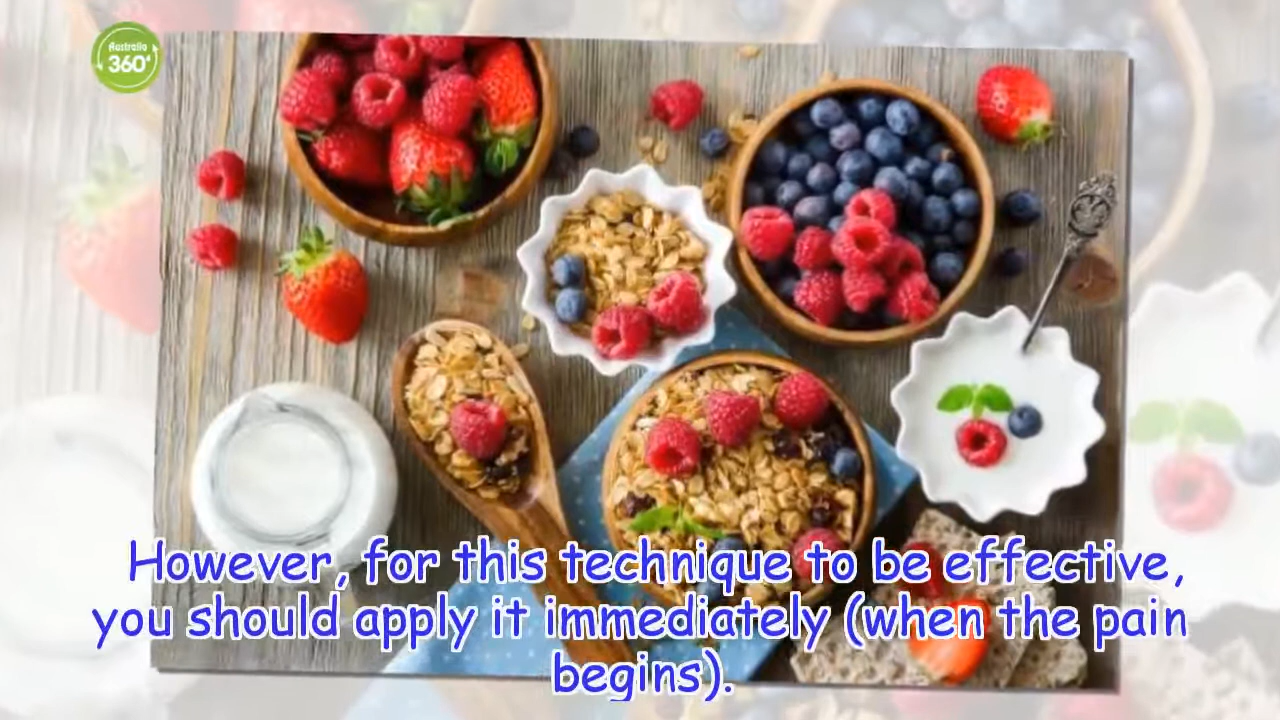 Australia
360°
However, for this technique to be effective,
you should apply it immediately (when the pain
begins).